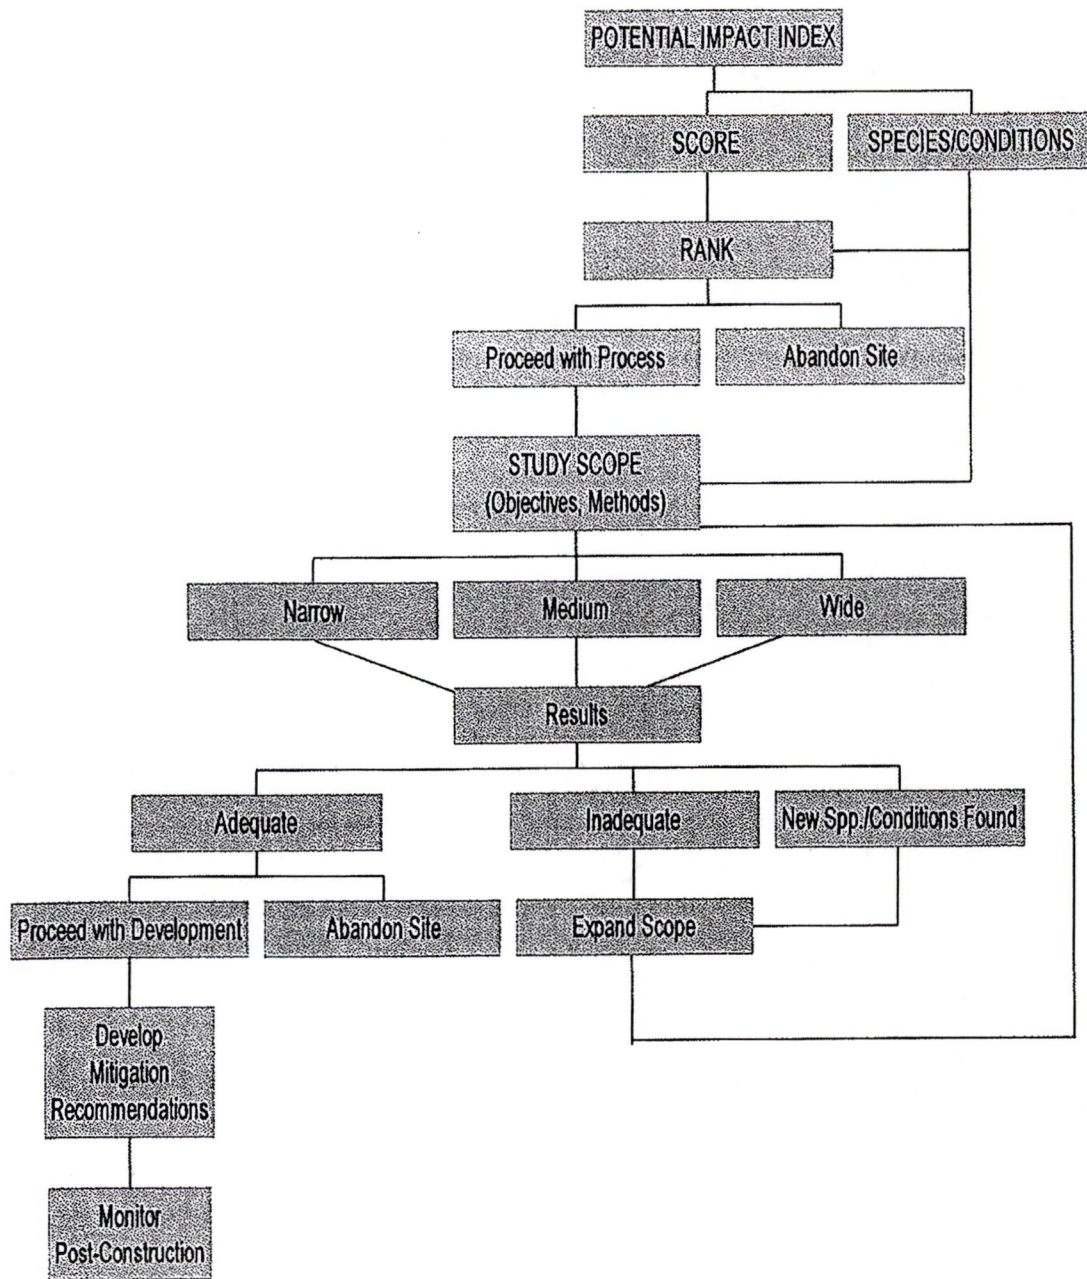 POTENTIAL IMPACT INDEX
SCORE
SPECIES/CONDITIONS
RANK
Proceed with Process
Abandon Site
STUDY SCOPE
(Objectives, Methods)
Narrow
Medium
Wide
Results
Adequate
Inadequate
New Spp./Conditions Found
Proceed with Development
Abandon Site
Expand Scope
Develop
Mitigation
Recommendations
Monitor
Post-Construction